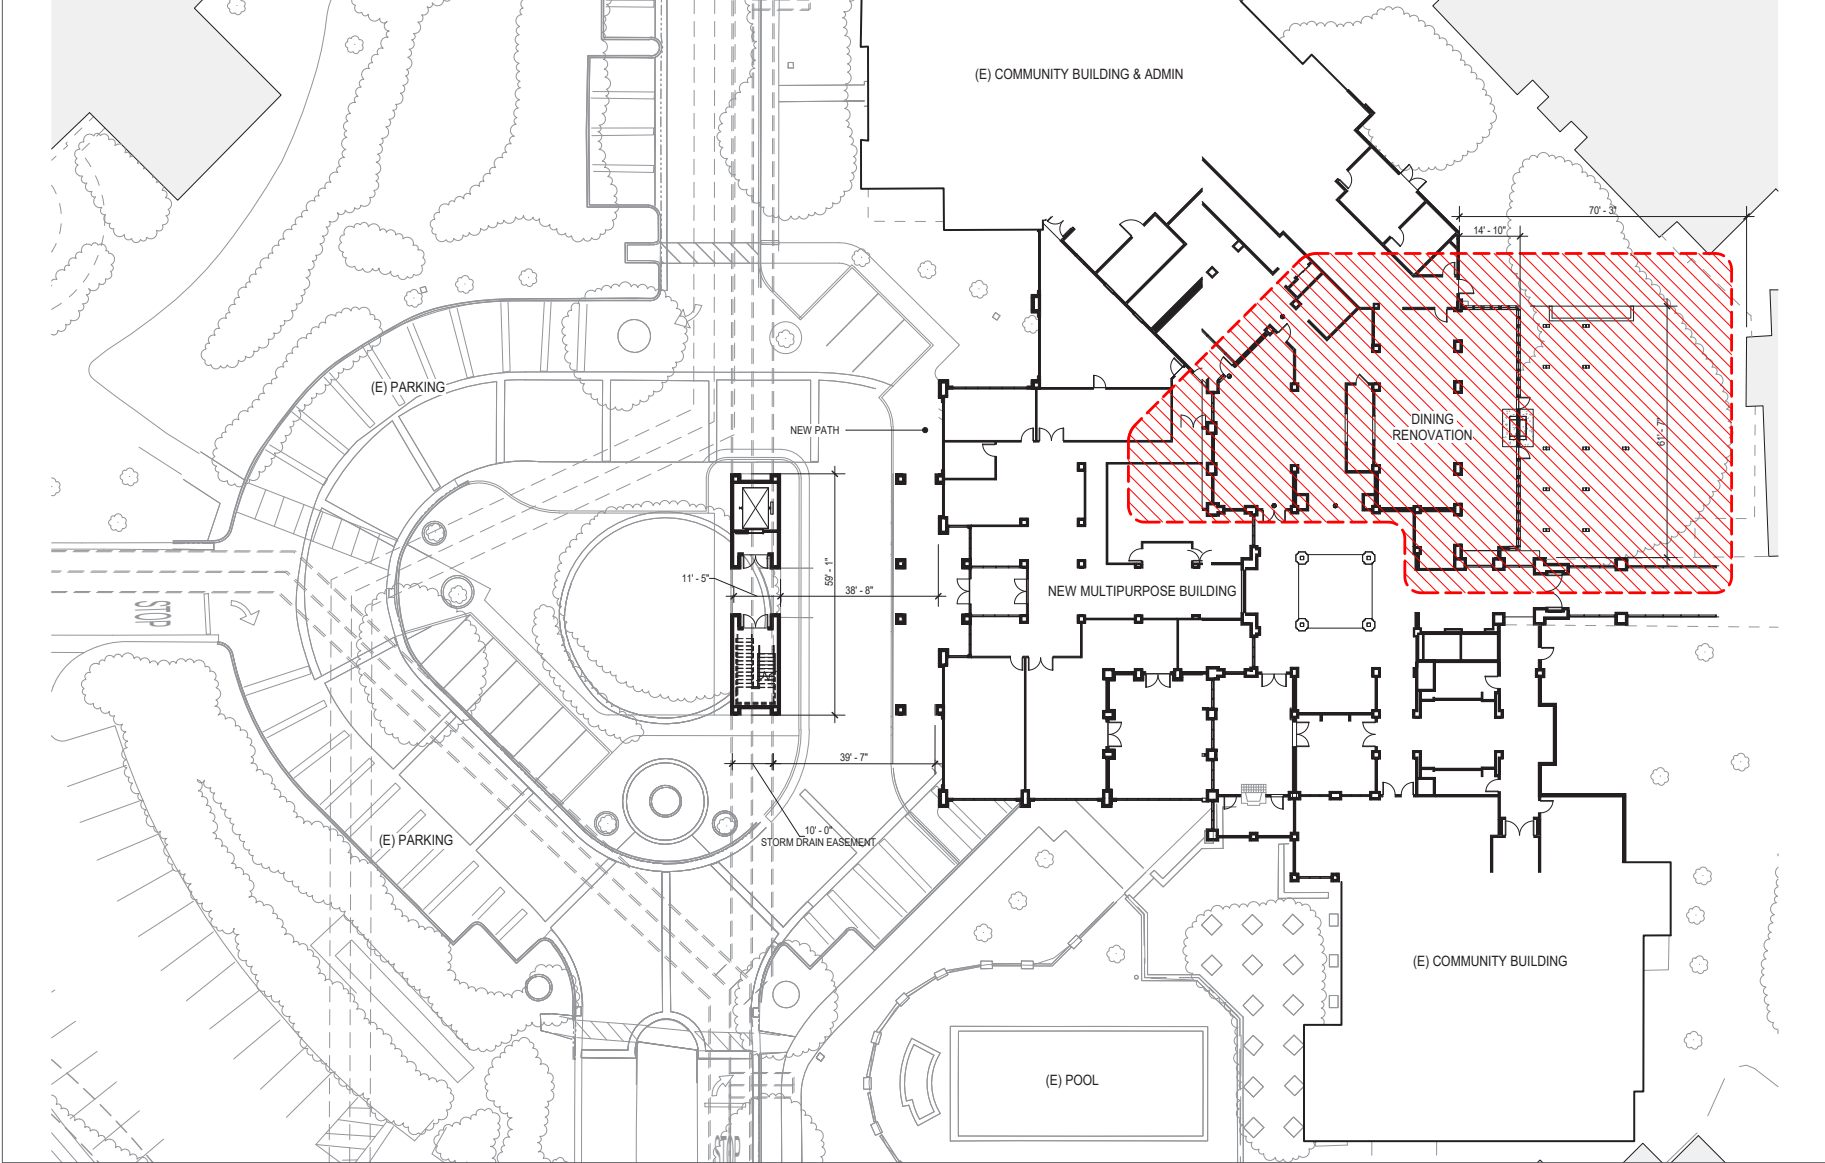 (E) COMMUNITY BUILDING & ADMIN
70' - 3"
14' - 10"
(E) PARKING
NEW PATH
DINING
RENOVATION
61' - 7"
59' - 1"
11' - 5"
38' - 8"
NEW MULTIPURPOSE BUILDING
STOP
39' - 7"
10' - 0"
STORM DRAIN EASEMENT
(E) PARKING
(E) COMMUNITY BUILDING
(E) POOL